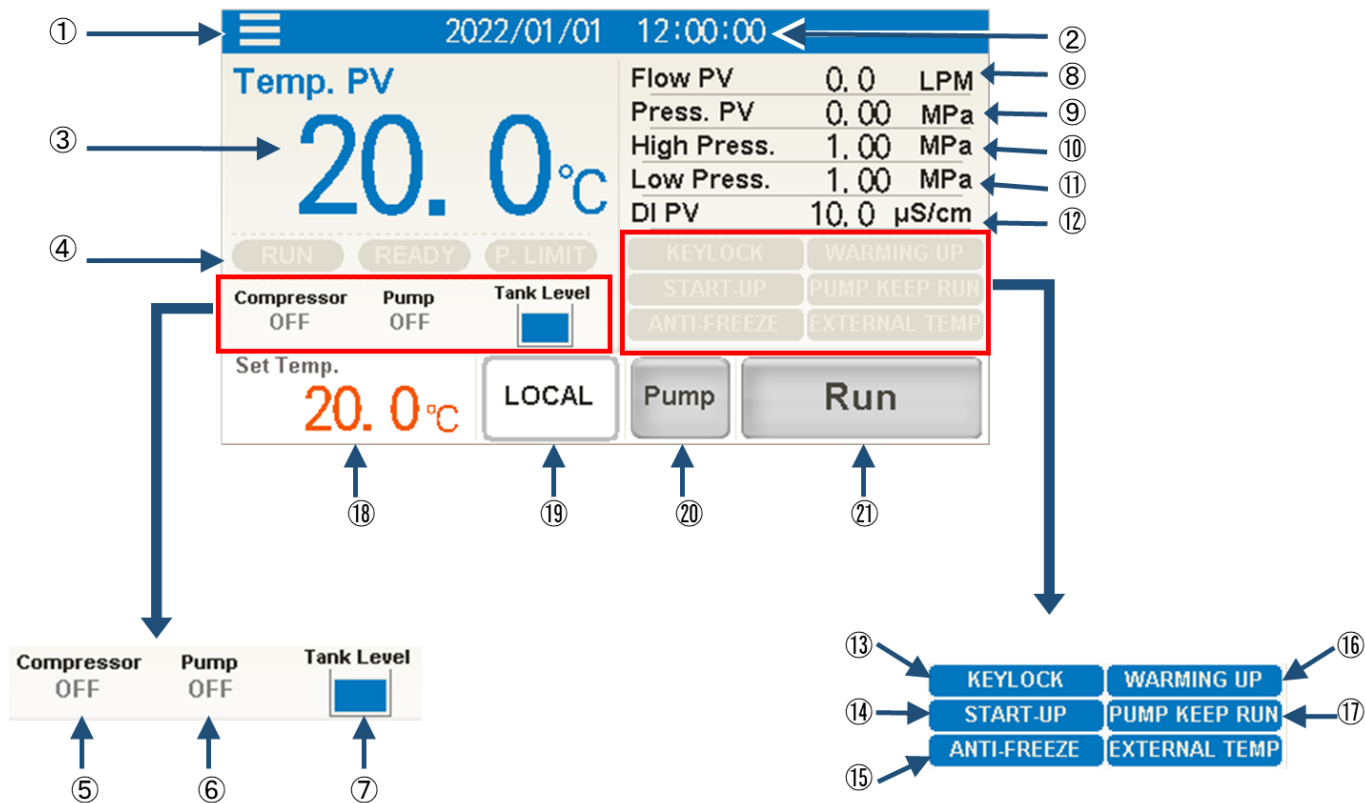 ① 2022/01/01 12:00:00 ②
Temp. PV
③ 20.0 ℃
Flow PV 0.0 LPM ⑧
Press. PV 0.00 MPa ⑨
High Press. 1.00 MPa ⑩
Low Press. 1.00 MPa ⑪
DI PV 10.0 μS/cm ⑫
④ RUN READY P. LIMIT
KEYLOCK WARMING UP
START-UP PUMP KEEP RUN
ANTI-FREEZE EXTERNAL TEMP
Compressor Pump Tank Level
OFF OFF
Set Temp.
20.0 ℃
LOCAL Pump Run
⑱ ⑲ ⑳ ㉑
Compressor Pump Tank Level
OFF OFF
⑤ ⑥ ⑦
⑬ KEYLOCK WARMING UP ⑯
⑭ START-UP PUMP KEEP RUN ⑰
⑮ ANTI-FREEZE EXTERNAL TEMP